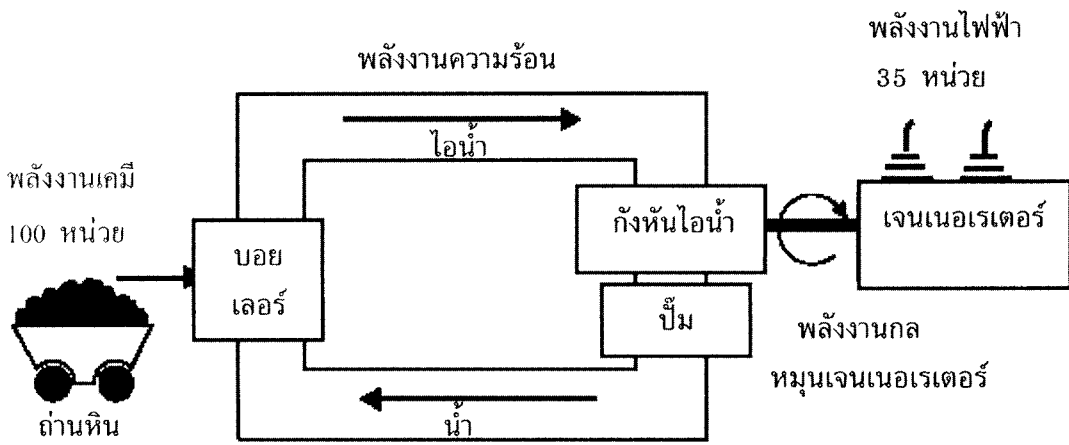 พลังงานไฟฟ้า
35 หน่วย
พลังงานความร้อน
ไอน้ำ
พลังงานเคมี
100 หน่วย
บอย
เลอร์
กังหันไอน้ำ
เจนเนอเรเตอร์
ปั๊ม
พลังงานกล
หมุนเจนเนอเรเตอร์
ถ่านหิน
น้ำ